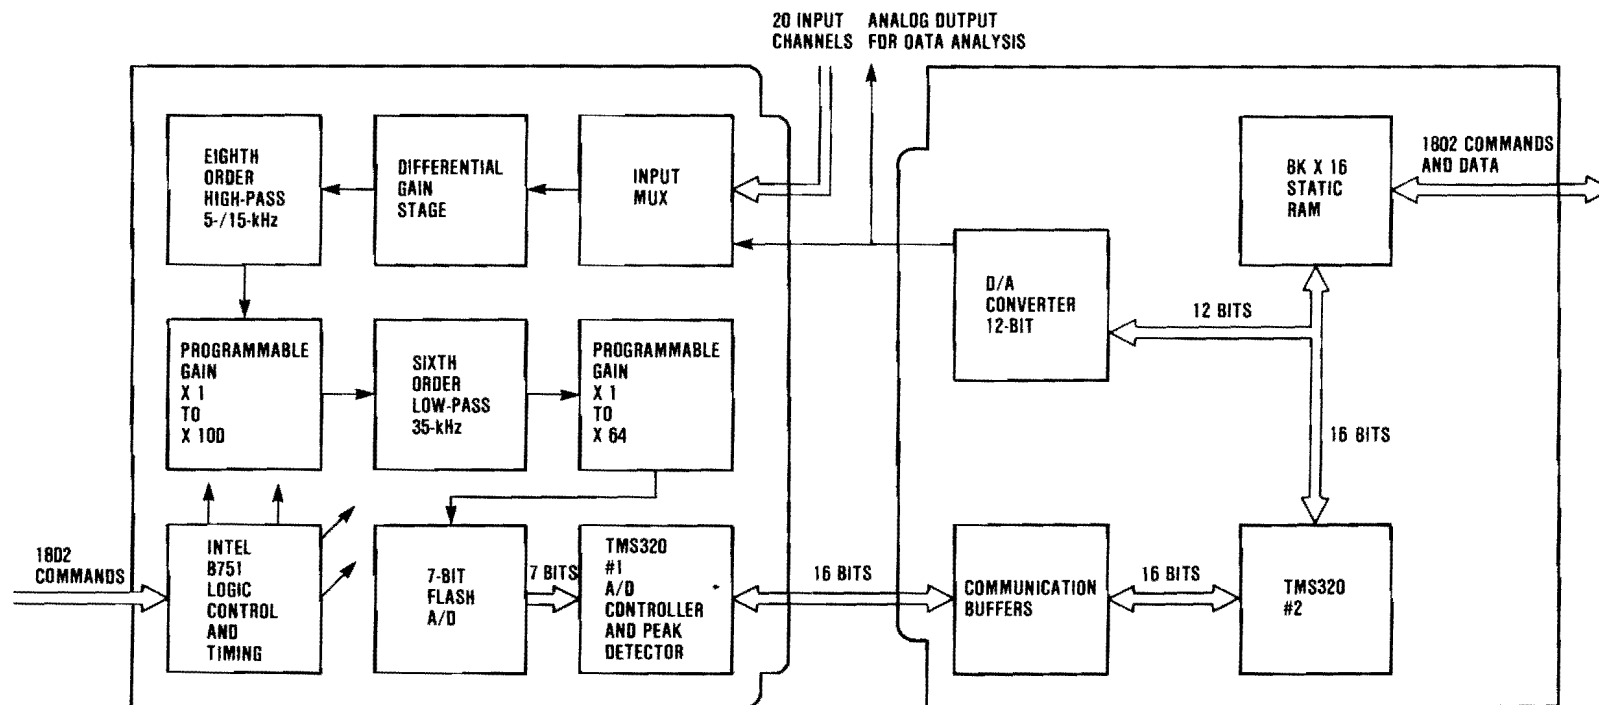 20 INPUT
CHANNELS
ANALOG OUTPUT
FOR DATA ANALYSIS
EIGHTH
ORDER
HIGH-PASS
5-/15-kHz
DIFFERENTIAL
GAIN
STAGE
INPUT
MUX
8K X 16
STATIC
RAM
1802 COMMANDS
AND DATA
D/A
CONVERTER
12-BIT
12 BITS
PROGRAMMABLE
GAIN
X 1
TO
X 100
SIXTH
ORDER
LOW-PASS
35-kHz
PROGRAMMABLE
GAIN
X 1
TO
X 64
16 BITS
1802
COMMANDS
INTEL
8751
LOGIC
CONTROL
AND
TIMING
7-BIT
FLASH
A/D
7 BITS
TMS320
#1
A/D
CONTROLLER
AND PEAK
DETECTOR
16 BITS
COMMUNICATION
BUFFERS
16 BITS
TMS320
#2